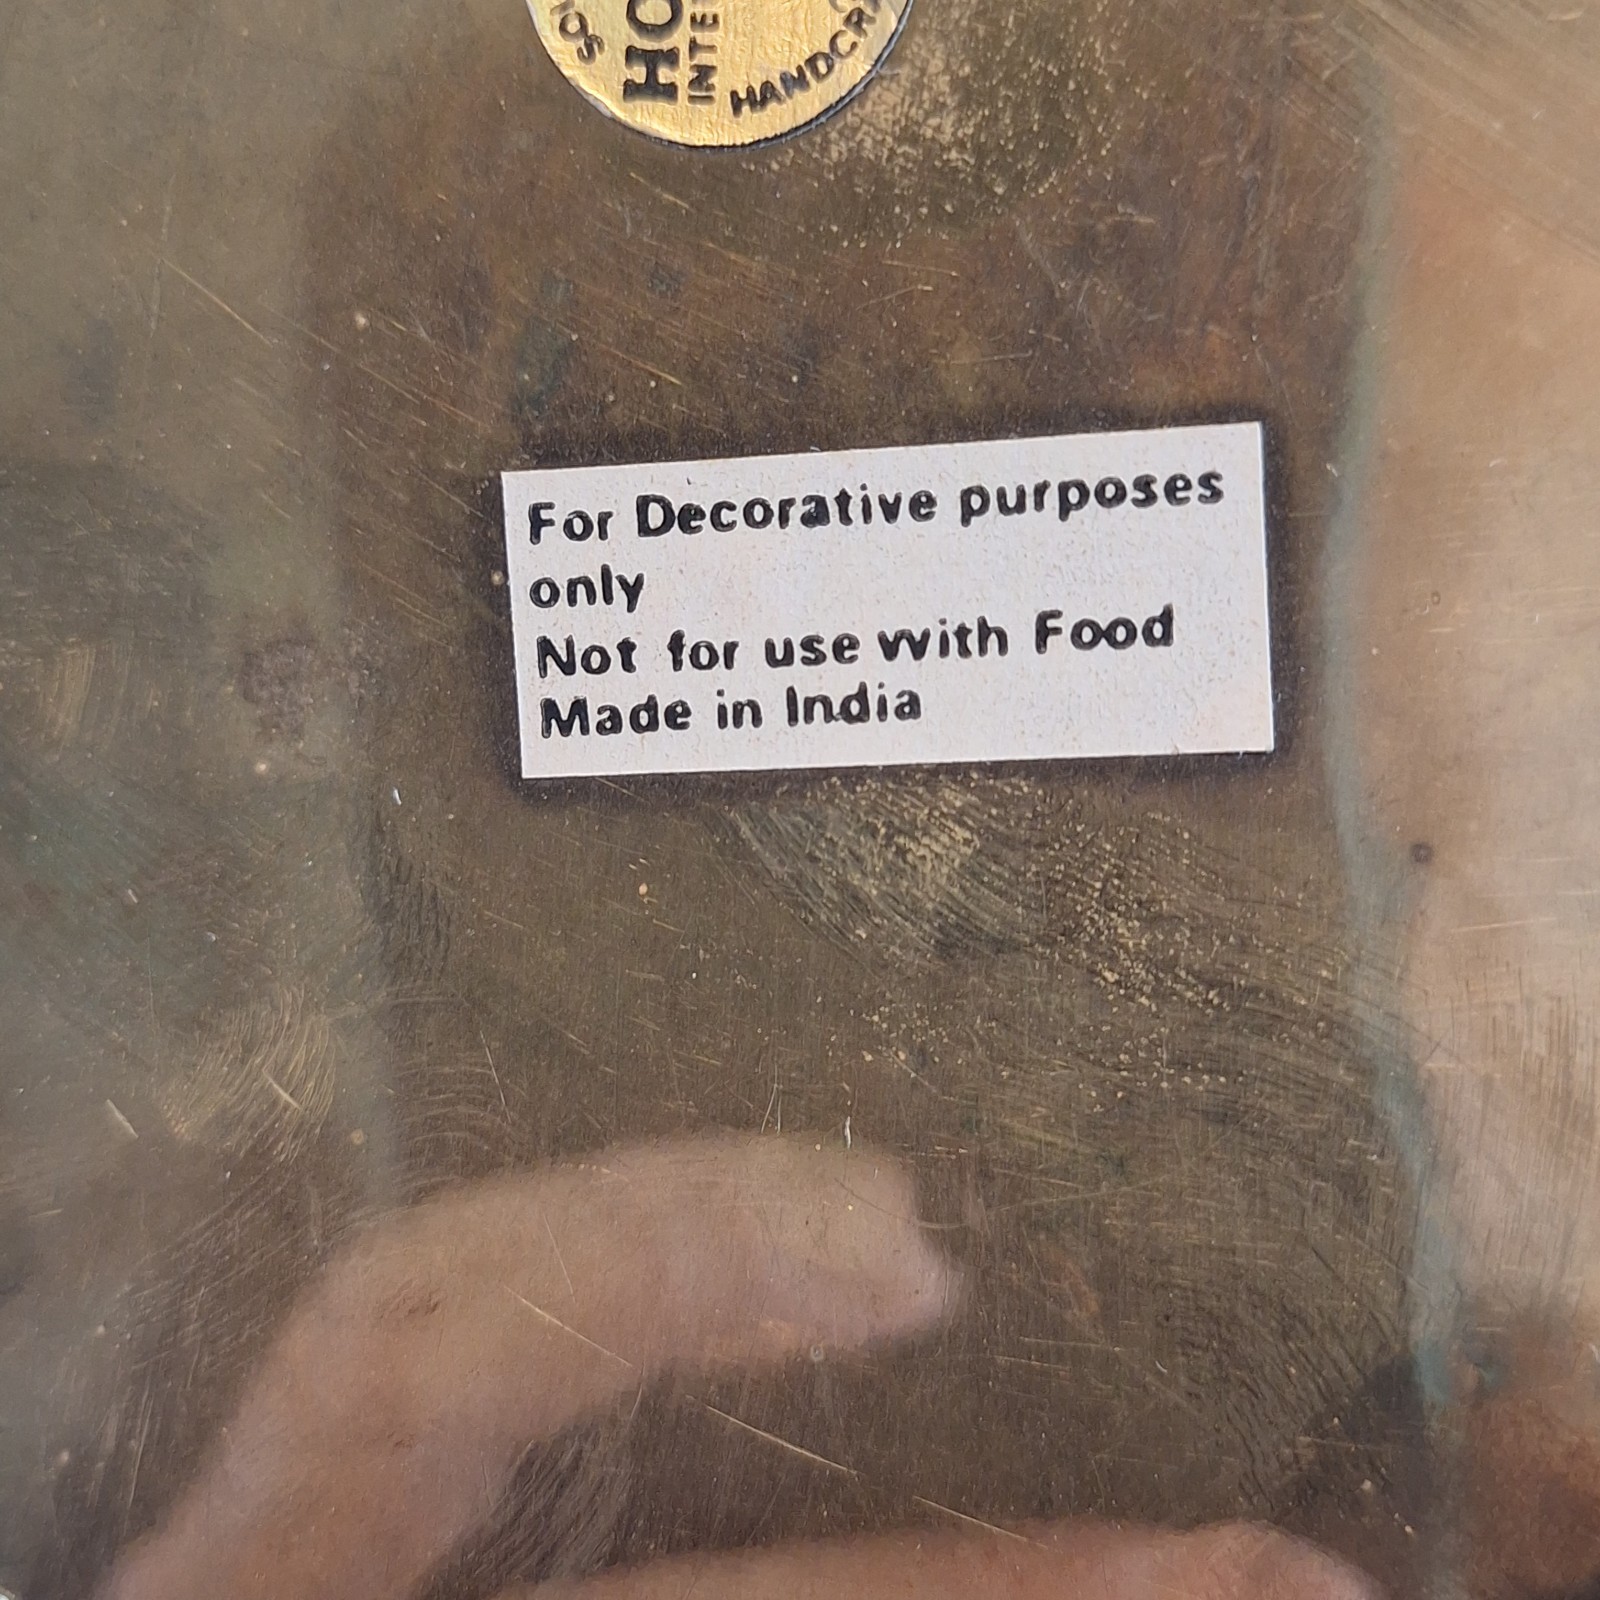 For Decorative purposes
only
Not for use with Food
Made in India